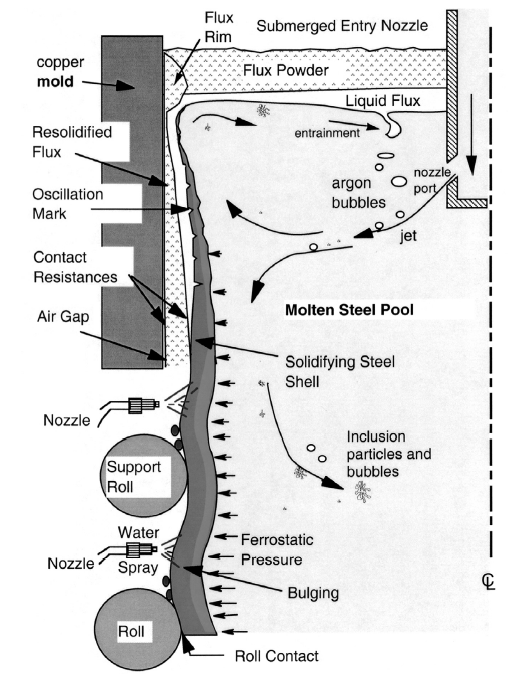 Flux
Rim
Submerged Entry Nozzle
copper
mold
Flux Powder
Liquid Flux
Resolidified
Flux
entrainment
nozzle
port
argon
bubbles
Oscillation
Mark
jet
Contact
Resistances
Molten Steel Pool
Air Gap
Solidifying Steel
Shell
Nozzle
Inclusion
particles and
bubbles
Support
Roll
Water
Nozzle
Spray
Ferrostatic
Pressure
Bulging
Roll
Roll Contact
℄